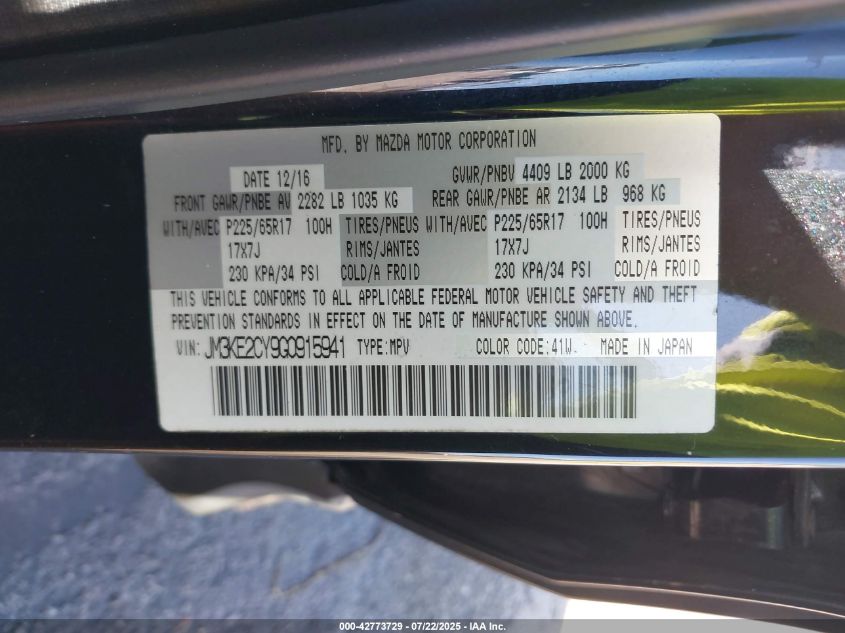 MFD. BY MAZDA MOTOR CORPORATION
DATE 12/16 GVWR/PNBV 4409 LB 2000 KG
FRONT GAWR/PNBE AV 2282 LB 1035 KG REAR GAWR/PNBE AR 2134 LB 968 KG
WITH/AVEC P225/65R17 100H TIRES/PNEUS WITH/AVEC P225/65R17 100H TIRES/PNEUS
17X7J RIMS/JANTES 17X7J RIMS/JANTES
230 KPA/34 PSI COLD/A FROID 230 KPA/34 PSI COLD/A FROID
THIS VEHICLE CONFORMS TO ALL APPLICABLE FEDERAL MOTOR VEHICLE SAFETY AND THEFT
PREVENTION STANDARDS IN EFFECT ON THE DATE OF MANUFACTURE SHOWN ABOVE.
VIN: JM3KE2CY9G0915941 TYPE:MPV COLOR CODE:41W. MADE IN JAPAN
000-42773729 - 07/22/2025 - IAA Inc.